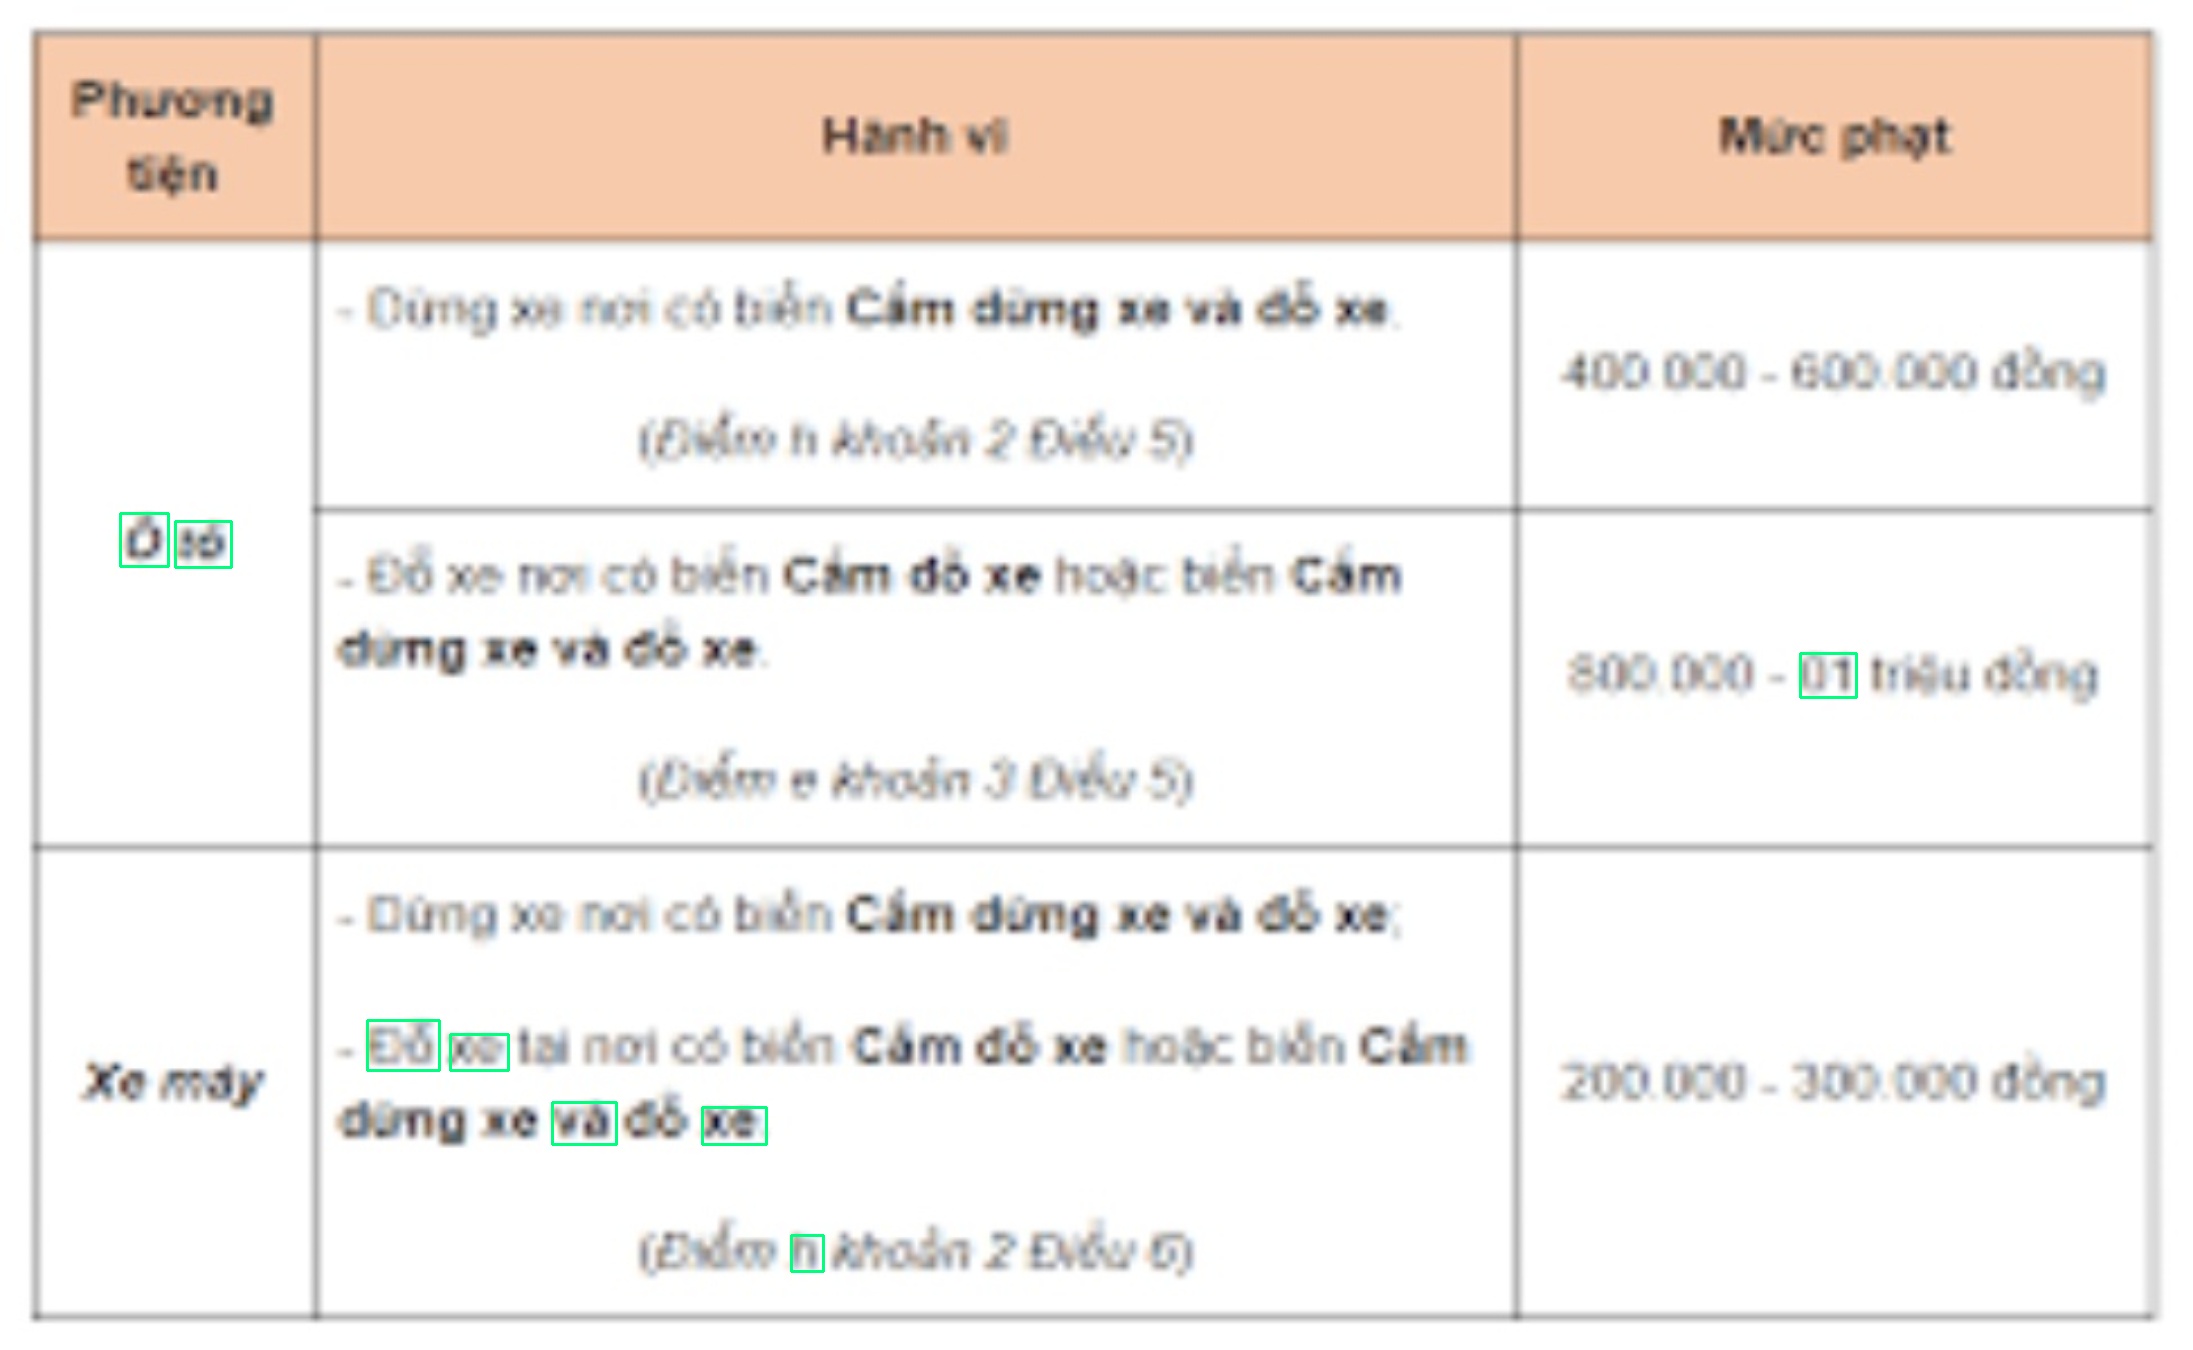 Phương
tiện
Hành vi
Mức phạt
Ô tô
- Dừng xe nơi có biển Cấm dừng xe và đỗ xe.
(Điểm h khoản 2 Điều 5)
400.000 - 600.000 đồng
- Đỗ xe nơi có biển Cấm đỗ xe hoặc biển Cấm
dừng xe và đỗ xe.
(Điểm e khoản 3 Điều 5)
800.000 - 01 triệu đồng
Xe máy
- Dừng xe nơi có biển Cấm dừng xe và đỗ xe;
- Đỗ xe tại nơi có biển Cấm đỗ xe hoặc biển Cấm
dừng xe và đỗ xe.
(Điểm h khoản 2 Điều 6)
200.000 - 300.000 đồng